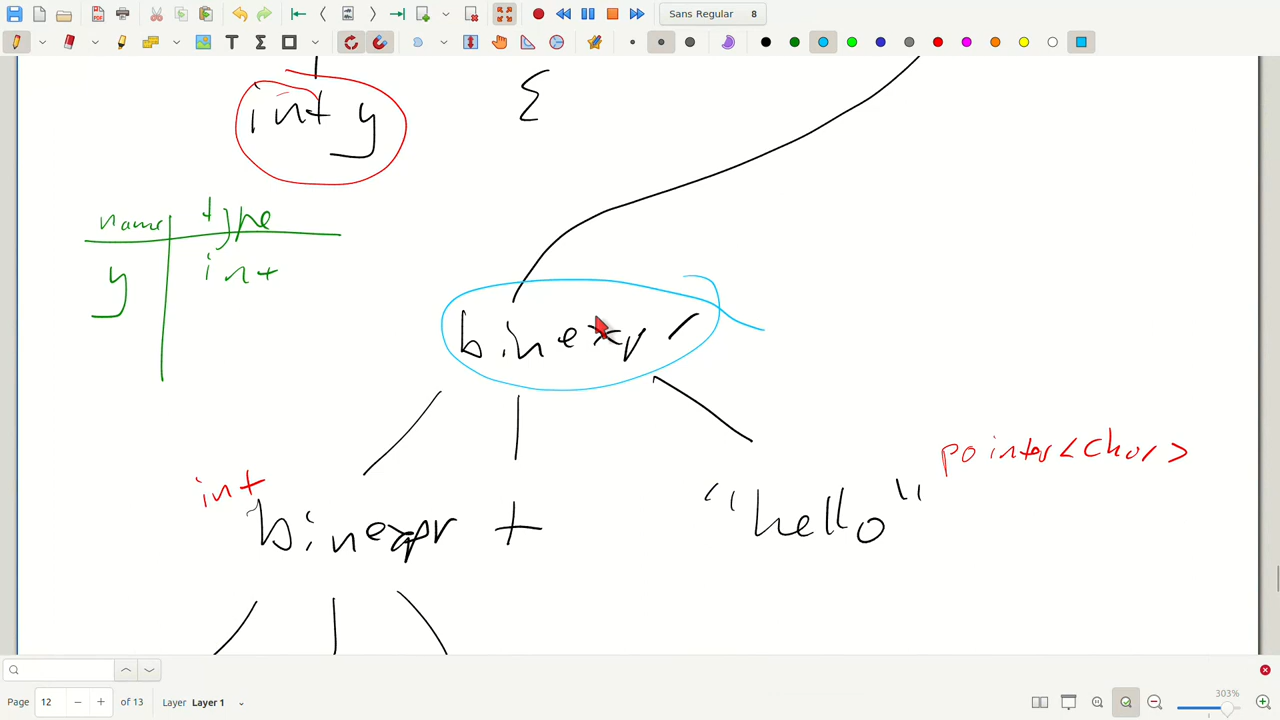 Sans Regular 8
int y
{
name type
y int
binexpr
pointer<char>
int
binexpr + "hello"
Page 12 of 13 Layer Layer 1
303%